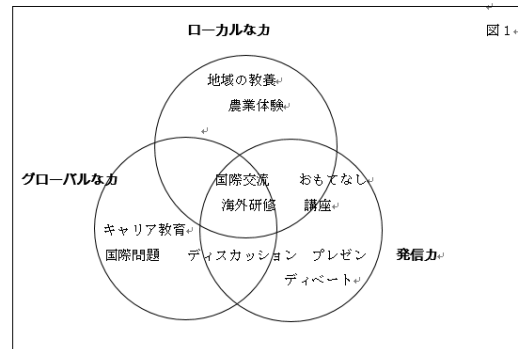 ローカルな力
図1
地域の教養
農業体験
グローバルな力
国際交流 おもてなし
海外研修 講座
キャリア教育
国際問題 ディスカッション プレゼン
発信力
ディベート